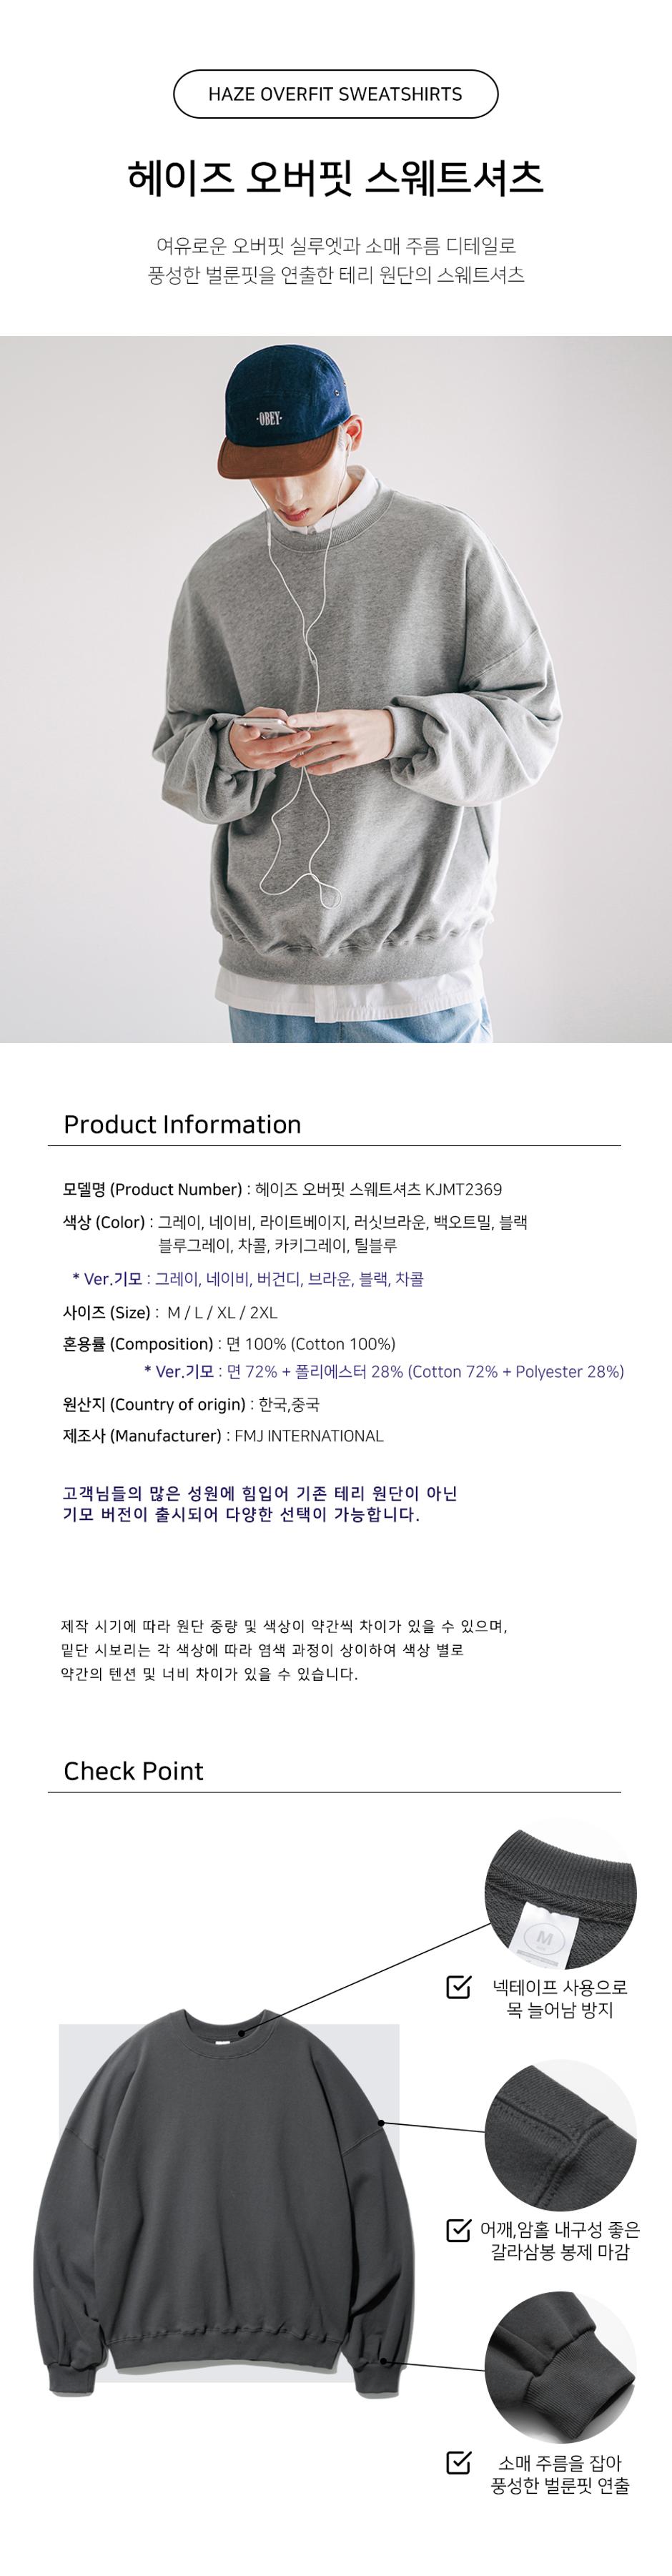 HAZE OVERFIT SWEATSHIRTS
헤이즈 오버핏 스웨트셔츠
여유로운 오버핏 실루엣과 소매 주름 디테일로
풍성한 벌룬핏을 연출한 테리 원단의 스웨트셔츠
·OBEY·
Product Information
모델명 (Product Number) : 헤이즈 오버핏 스웨트셔츠 KJMT2369
색상 (Color) : 그레이, 네이비, 라이트베이지, 러싯브라운, 백오트밀, 블랙
블루그레이, 차콜, 카키그레이, 틸블루
* Ver.기모 : 그레이, 네이비, 버건디, 브라운, 블랙, 차콜
사이즈 (Size) : M / L / XL / 2XL
혼용률 (Composition) : 면 100% (Cotton 100%)
* Ver.기모 : 면 72% + 폴리에스터 28% (Cotton 72% + Polyester 28%)
원산지 (Country of origin) : 한국,중국
제조사 (Manufacturer) : FMJ INTERNATIONAL
고객님들의 많은 성원에 힘입어 기존 테리 원단이 아닌
기모 버전이 출시되어 다양한 선택이 가능합니다.
제작 시기에 따라 원단 중량 및 색상이 약간씩 차이가 있을 수 있으며,
밑단 시보리는 각 색상에 따라 염색 과정이 상이하여 색상 별로
약간의 텐션 및 너비 차이가 있을 수 있습니다.
Check Point
M
넥테이프 사용으로
목 늘어남 방지
어깨,암홀 내구성 좋은
갈라삼봉 봉제 마감
소매 주름을 잡아
풍성한 벌룬핏 연출